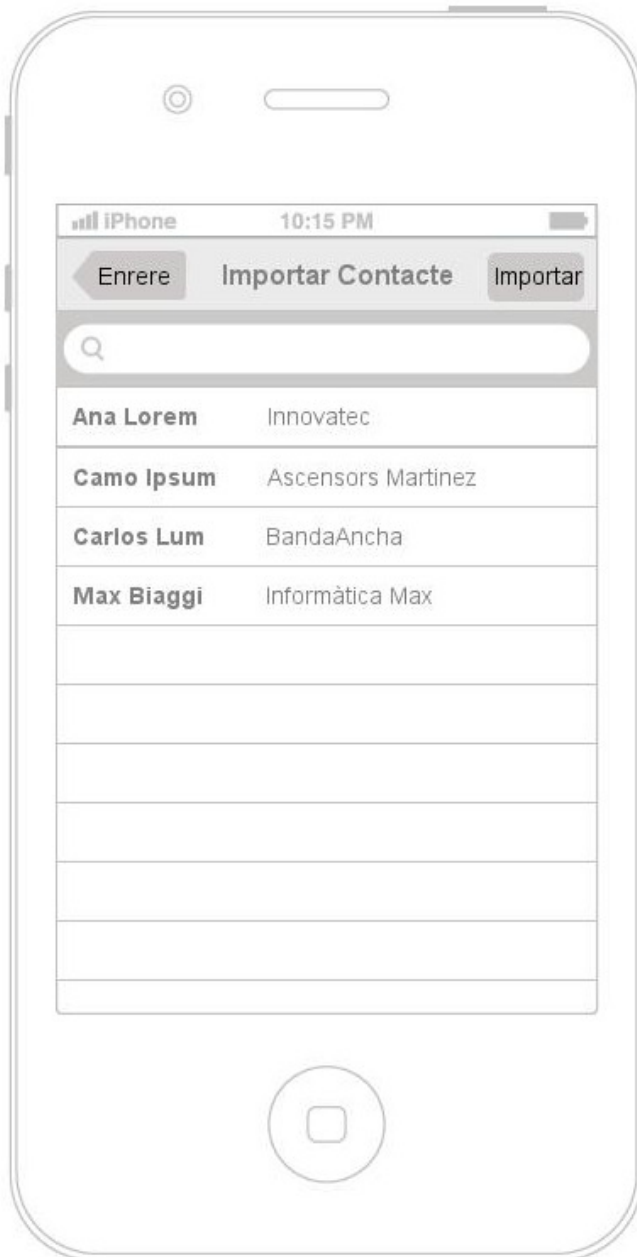 iPhone 10:15 PM
Enrere Importar Contacte Importar
Ana Lorem Innovatec
Camo Ipsum Ascensors Martinez
Carlos Lum BandaAncha
Max Biaggi Informàtica Max